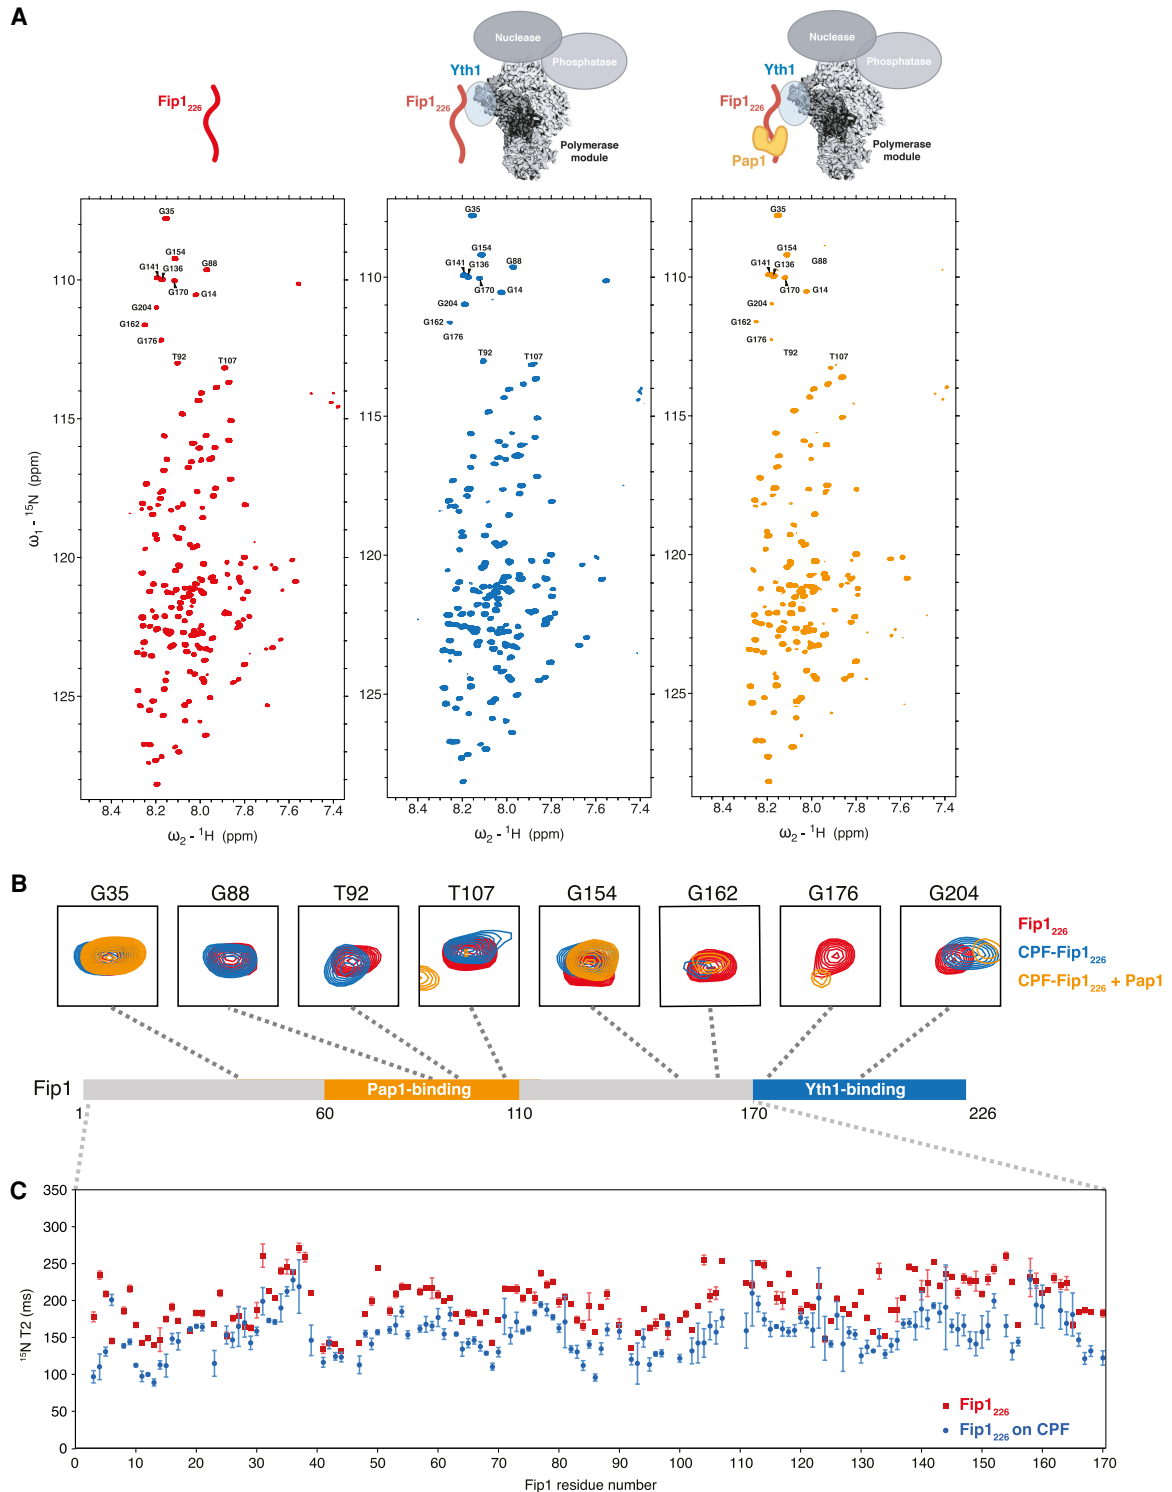 A
Nuclease
Phosphatase
Yth1
Fip1226
Polymerase
module
Fip1226
Nuclease
Phosphatase
Yth1
Fip1226
Pap1
Polymerase
module
G35
G154
G141
G136
G88
G170
G14
G204
G162
G176
T92
T107
110
115
120
125
8.4 8.2 8.0 7.8 7.6 7.4
ω1 - 15N (ppm)
ω2 - 1H (ppm)
G35
G154
G141
G136
G88
G170
G14
G204
G162
G176
T92
T107
110
115
120
125
8.4 8.2 8.0 7.8 7.6 7.4
ω2 - 1H (ppm)
G35
G154
G88
G141
G136
G170
G14
G204
G162
G176
T92
T107
110
115
120
125
8.4 8.2 8.0 7.8 7.6 7.4
ω2 - 1H (ppm)
B
G35 G88 T92 T107 G154 G162 G176 G204
Fip1226
CPF-Fip1226
CPF-Fip1226 + Pap1
Fip1
Pap1-binding
Yth1-binding
1 60 110 170 226
C
350
300
250
200
150
100
50
0
15N T2 (ms)
Fip1226
Fip1226 on CPF
0 10 20 30 40 50 60 70 80 90 100 110 120 130 140 150 160 170
Fip1 residue number